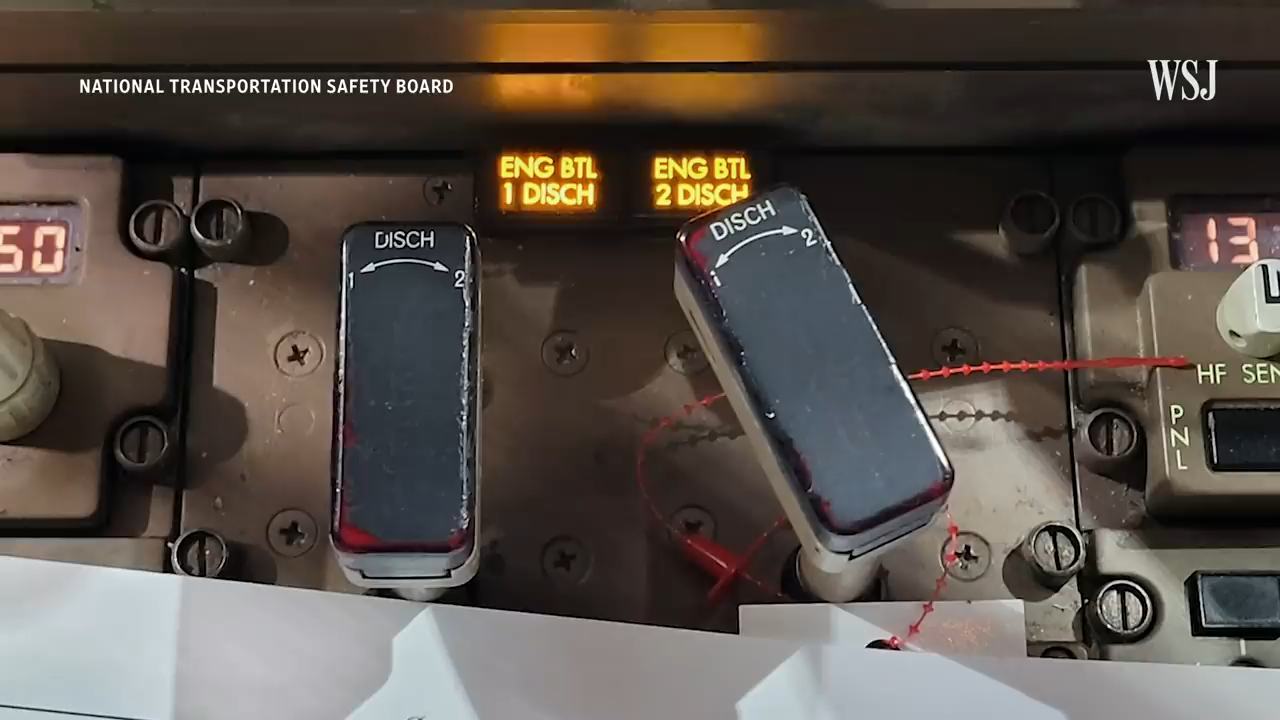 NATIONAL TRANSPORTATION SAFETY BOARD
WSJ
ENG BTL
1 DISCH
ENG BTL
2 DISCH
50
DISCH
1 2
DISCH
1 2
13
HF SEN
PNL